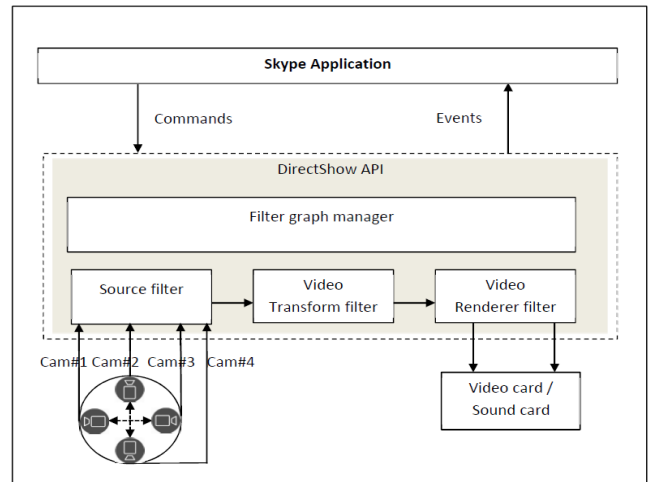 Skype Application
Commands
Events
DirectShow API
Filter graph manager
Source filter
Video
Transform filter
Video
Renderer filter
Cam#1 Cam#2 Cam#3 Cam#4
Video card /
Sound card